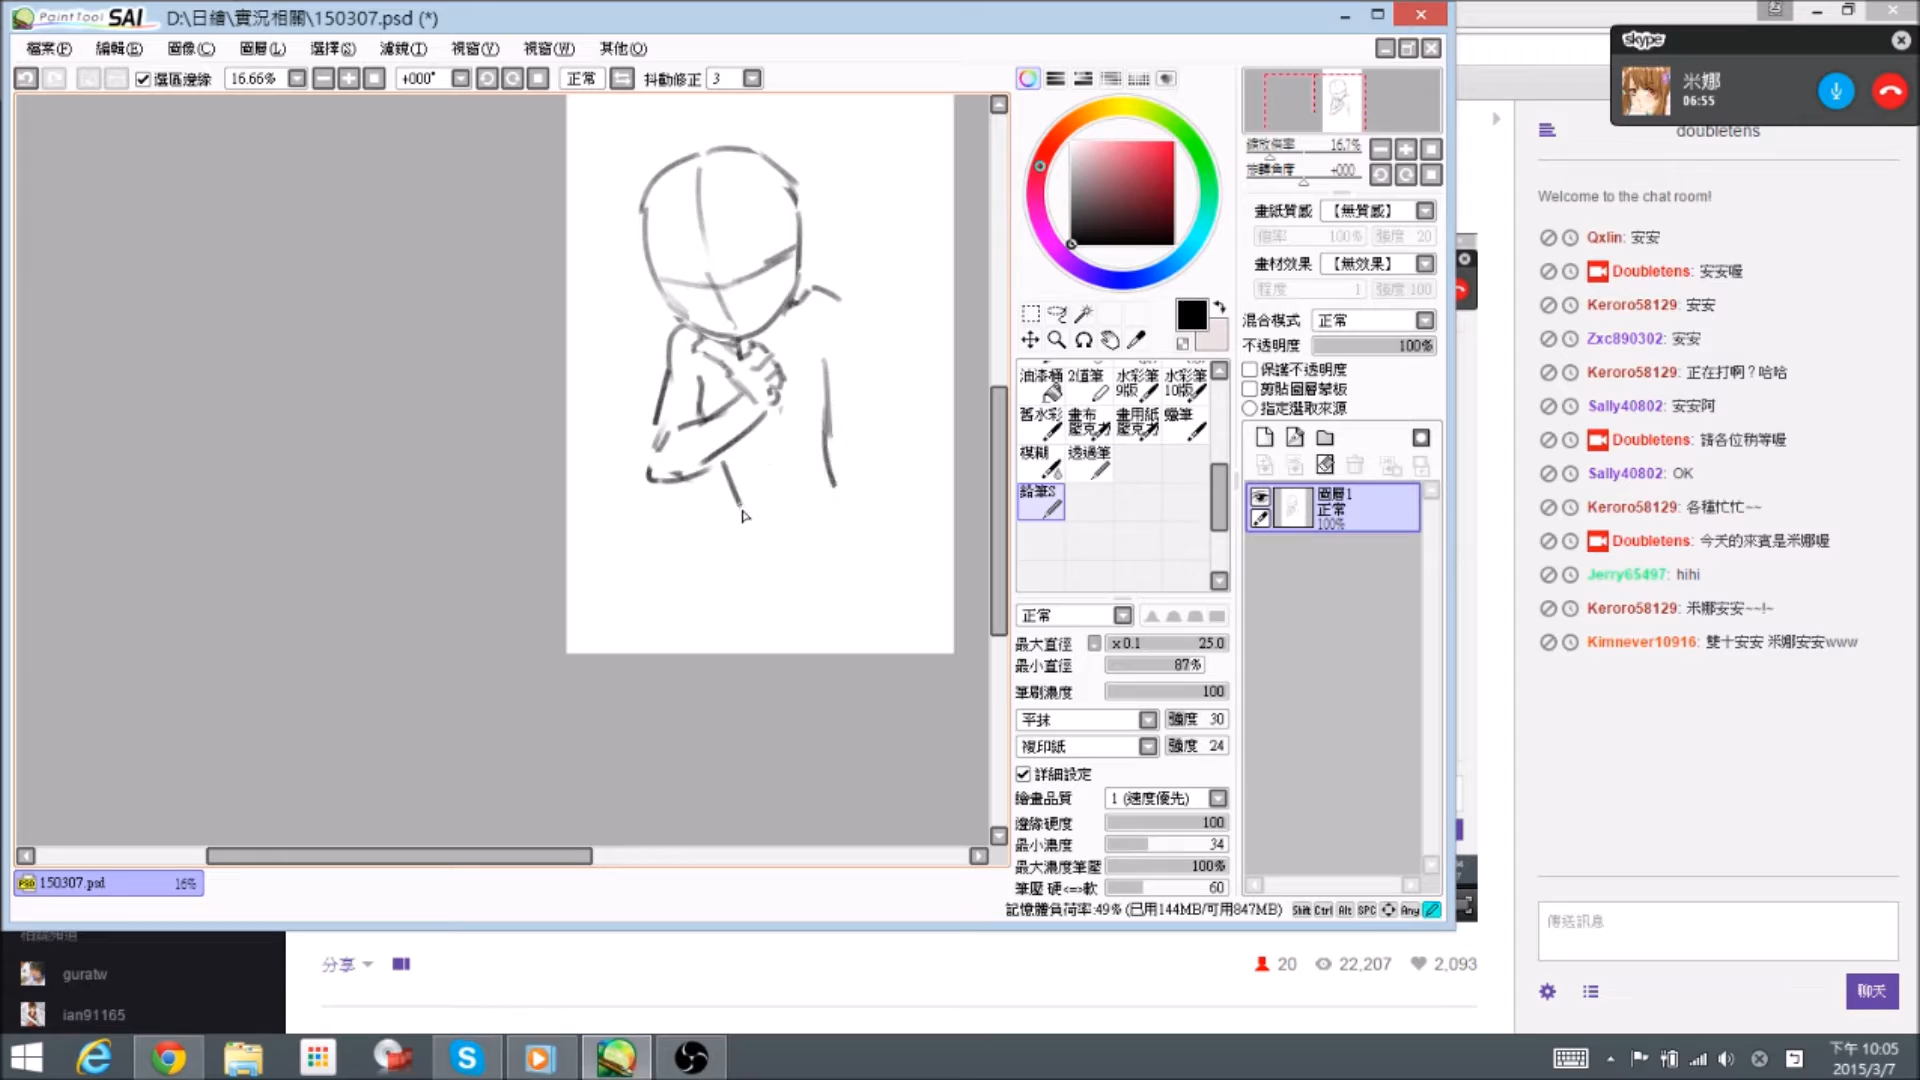 PaintTool SAI D:\日繪\實況相關\150307.psd (*)
檔案(F) 編輯(E) 圖像(C) 圖層(L) 選擇(S) 濾鏡(T) 視窗(V) 視窗(W) 其他(O)
選區邊緣 16.66% +000° 正常 抖動修正 3
縮放倍率 16.7%
旋轉角度 +000
畫紙質感 【無質感】
倍率 100% 強度 20
畫材效果 【無效果】
程度 1 強度 100
混合模式 正常
不透明度 100%
保護不透明度
剪貼圖層蒙板
指定選取來源
圖層1
正常
100%
油漆桶 2值筆 水彩筆9版 水彩筆10版
舊水彩 畫布壓克力 畫用紙壓克力 蠟筆
模糊 透過筆
鉛筆S
正常
最大直徑 x 0.1 25.0
最小直徑 87%
筆刷濃度 100
平抹 強度 30
複印紙 強度 24
詳細設定
繪畫品質 1 (速度優先)
邊緣硬度 100
最小濃度 34
最大濃度筆壓 100%
筆壓 硬<=>軟 60
記憶體負荷率:49% (已用144MB/可用847MB) Shift Ctrl Alt SPC Any
150307.psd 16%
skype
米娜
06:55
doubletens
Welcome to the chat room!
Qxlin: 安安
Doubletens: 安安喔
Keroro58129: 安安
Zxc890302: 安安
Keroro58129: 正在打啊？哈哈
Sally40802: 安安阿
Doubletens: 請各位稍等喔
Sally40802: OK
Keroro58129: 各種忙忙~~
Doubletens: 今天的來賓是米娜喔
Jerry65497: hihi
Keroro58129: 米娜安安~~!~
Kimnever10916: 雙十安安 米娜安安www
傳送訊息
聊天
相關頻道
guratw
ian91165
分享
20 22,207 2,093
下午 10:05
2015/3/7